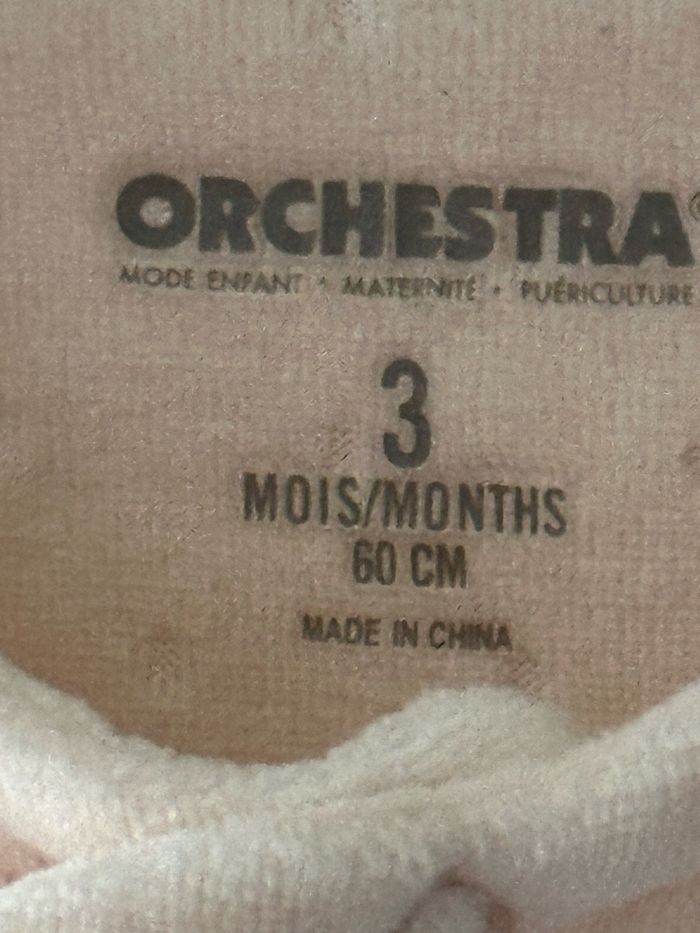 ORCHESTRA®
MODE ENFANT • MATERNITÉ • PUÉRICULTURE
3
MOIS/MONTHS
60 CM
MADE IN CHINA